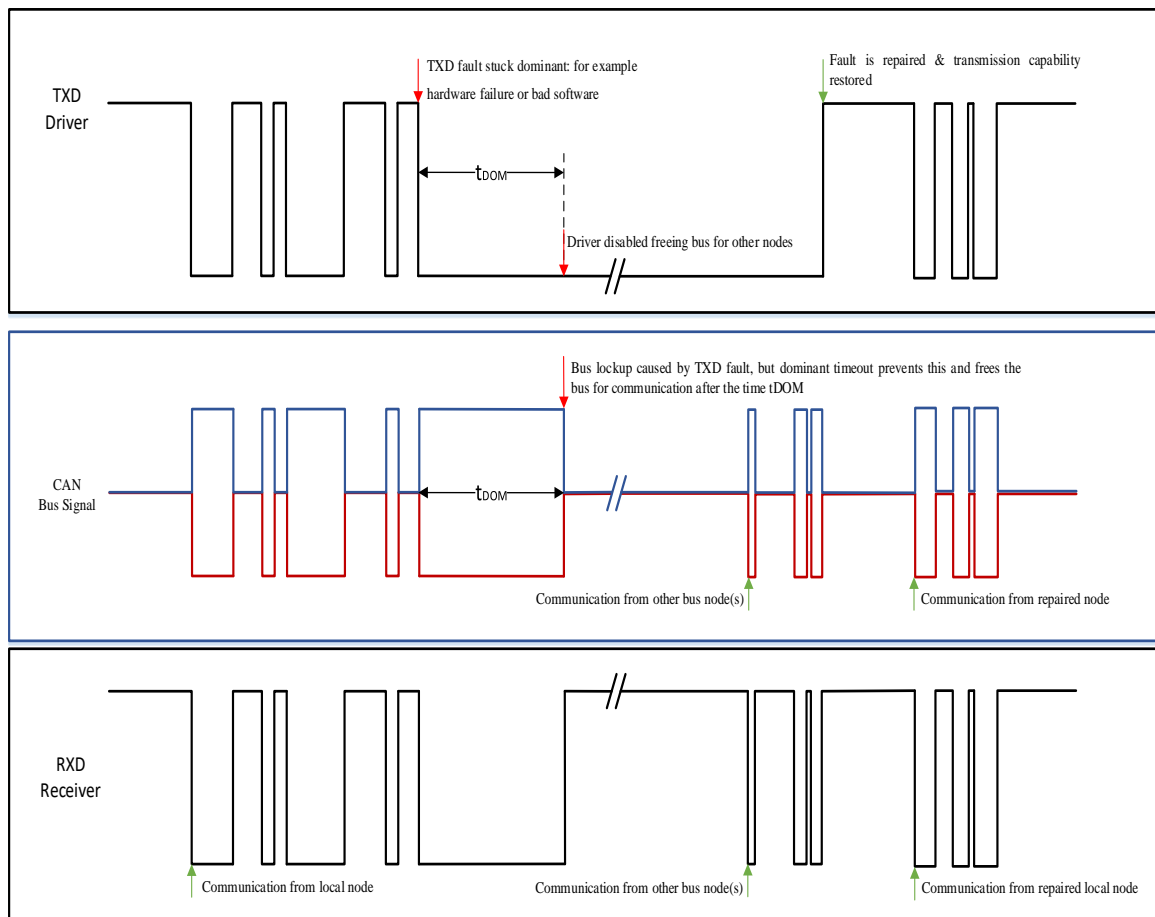 TXD
Driver
TXD fault stuck dominant: for example
hardware failure or bad software
Fault is repaired & transmission capability
restored
tDOM
Driver disabled freeing bus for other nodes
Bus lockup caused by TXD fault, but dominant timeout prevents this and frees the
bus for communication after the time tDOM
CAN
Bus Signal
tDOM
Communication from other bus node(s)
Communication from repaired node
RXD
Receiver
Communication from local node
Communication from other bus node(s)
Communication from repaired local node